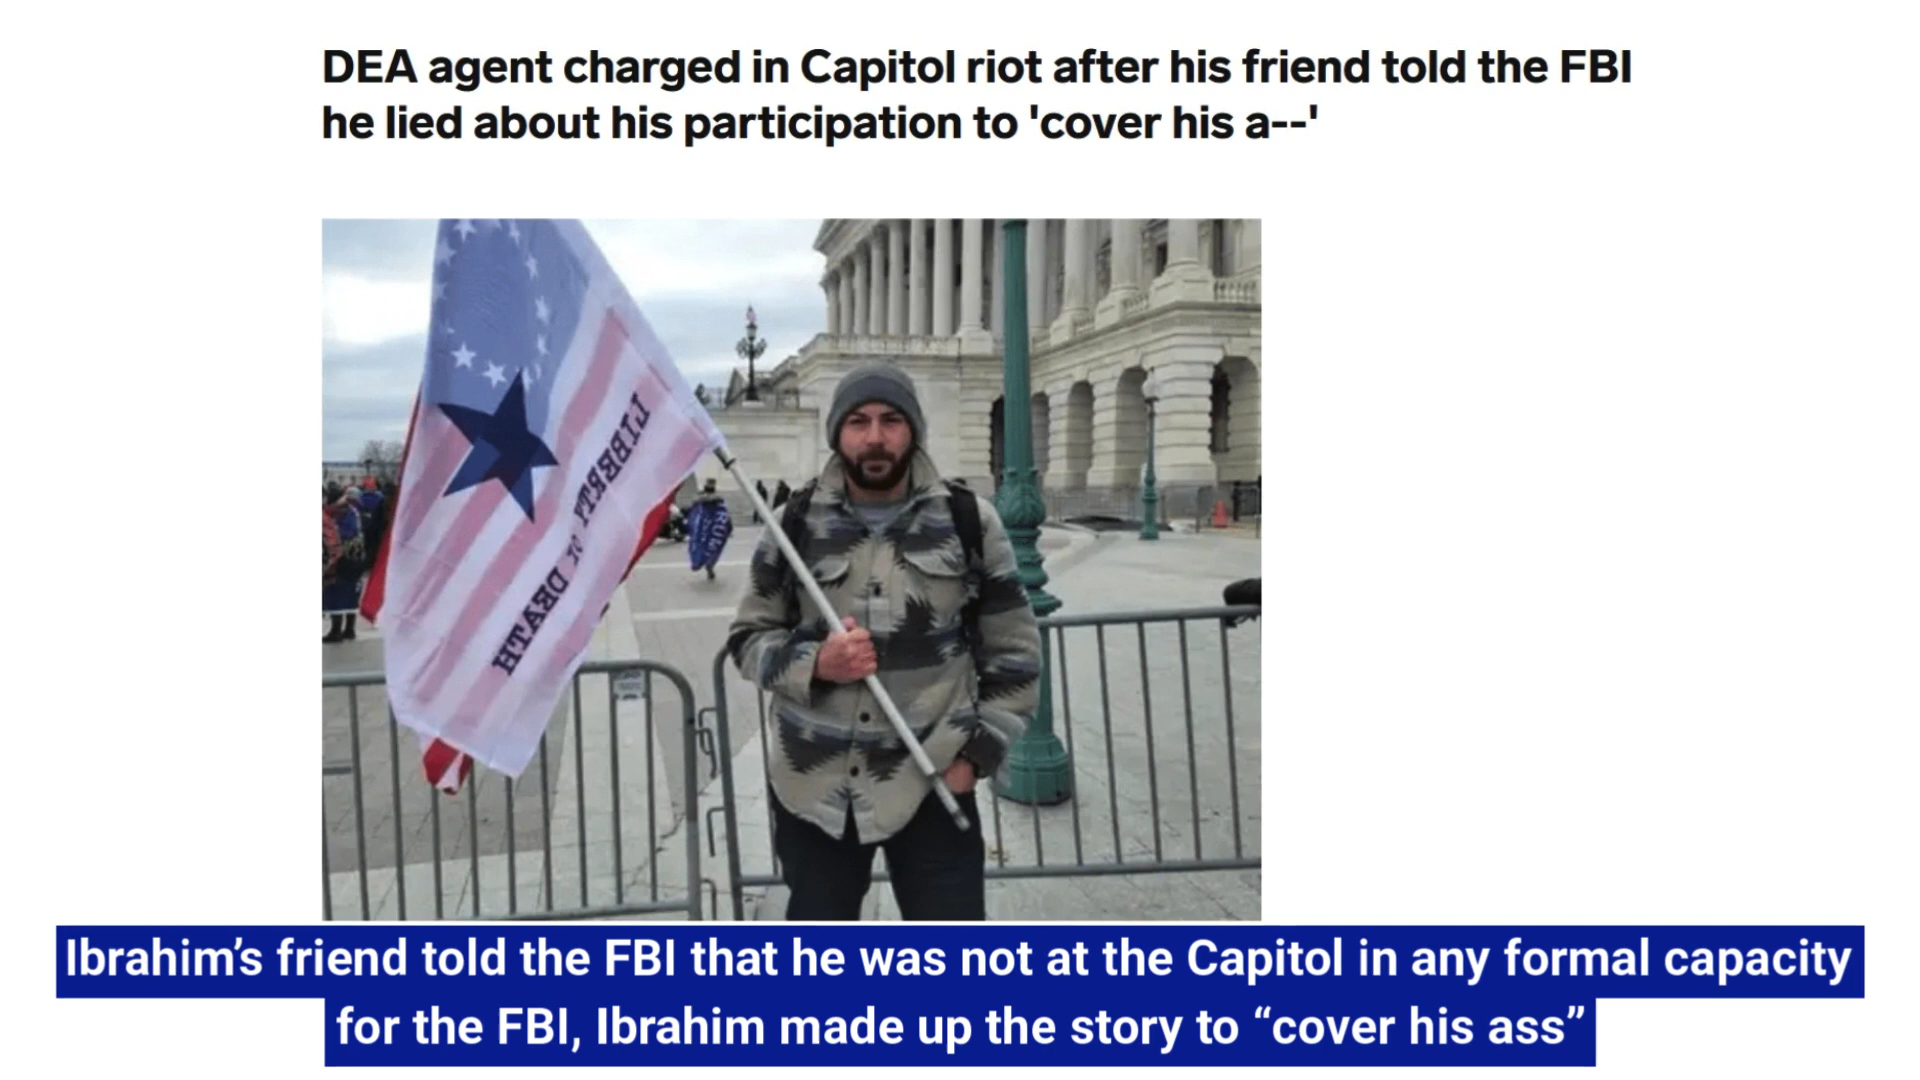 DEA agent charged in Capitol riot after his friend told the FBI
he lied about his participation to 'cover his a--'
LIBERTY OR DEATH
TRUMP
Ibrahim’s friend told the FBI that he was not at the Capitol in any formal capacity
for the FBI, Ibrahim made up the story to “cover his ass”